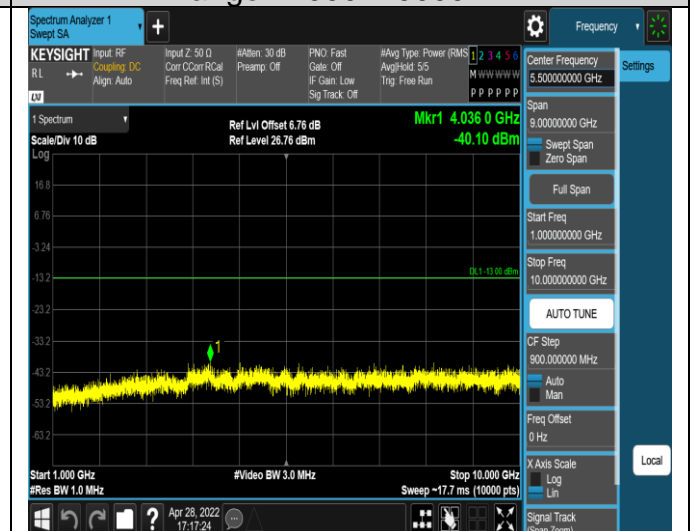 Spectrum Analyzer 1
Swept SA
+
Frequency
KEYSIGHT
RL
LXI
Input: RF
Coupling: DC
Align: Auto
Input Z: 50 Ω
Corr CCorr RCal
Freq Ref: Int (S)
#Atten: 30 dB
Preamp: Off
PNO: Fast
Gate: Off
IF Gain: Low
Sig Track: Off
#Avg Type: Power (RMS
Avg|Hold: 5/5
Trig: Free Run
1 2 3 4 5 6
M W W W W W
P P P P P P
Center Frequency
5.500000000 GHz
Settings
1 Spectrum
Scale/Div 10 dB
Log
Ref Lvl Offset 6.76 dB
Ref Level 26.76 dBm
Mkr1 4.036 0 GHz
-40.10 dBm
Span
9.00000000 GHz
Swept Span
Zero Span
Full Span
Start Freq
1.000000000 GHz
Stop Freq
10.000000000 GHz
AUTO TUNE
CF Step
900.000000 MHz
Auto
Man
Freq Offset
0 Hz
X Axis Scale
Log
Lin
Local
Signal Track
(Span Zoom)
16.8
6.76
-3.24
-13.2
DL1 -13.00 dBm
-23.2
-33.2
1
-43.2
-53.2
-63.2
Start 1.000 GHz
#Res BW 1.0 MHz
#Video BW 3.0 MHz
Stop 10.000 GHz
Sweep ~17.7 ms (10000 pts)
?
Apr 28, 2022
17:17:24